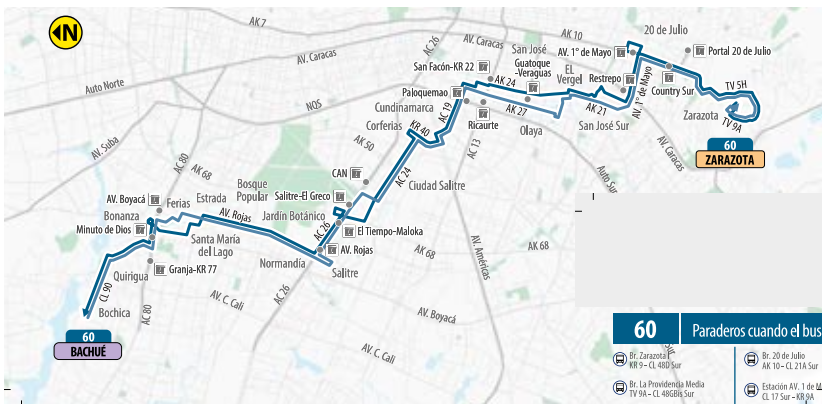 N
AK 7
AV. Caracas
Auto Norte
NQS
AV. Suba
AC 80
AK 68
AC 26
AV. Caracas
San Facón-KR 22
AK 24
San José
Guatoque
-Veraguas
AK 10
AV. 1° de Mayo
20 de Julio
Portal 20 de Julio
EL
Vergel
Restrepo
Country Sur
TV 5H
Zarazota
TV 9A
60
ZARAZOTA
Paloquemao
Cundinamarca
Corferias
KR 40
AC 19
AK 27
AK 21
AV. 1° de Mayo
Ricaurte
Olaya
San José Sur
AV. Caracas
AC 13
Auto Sur
AK 50
CAN
AC 24
Ciudad Salitre
Bosque
Popular
Salitre-El Greco
Jardín Botánico
AC 26
El Tiempo-Maloka
AV. Rojas
AV. Boyacá
Ferias
Estrada
AV. Rojas
Bonanza
Minuto de Dios
Santa María
del Lago
Normandía
Salitre
AK 68
AV. Américas
AK 68
Quirigua
Granja-KR 77
CL 90
Bochica
AC 80
AV. C. Cali
AC 26
AV. Boyacá
AV. C. Cali
60
BACHUÉ
60 Paraderos cuando el bus
Br. Zarazota I
KR 9 – CL 48D Sur
Br. La Providencia Media
TV 9A – CL 48GBis Sur
Br. 20 de Julio
AK 10 – CL 21A Sur
Estación AV. 1 de M
CL 17 Sur – KR 9A